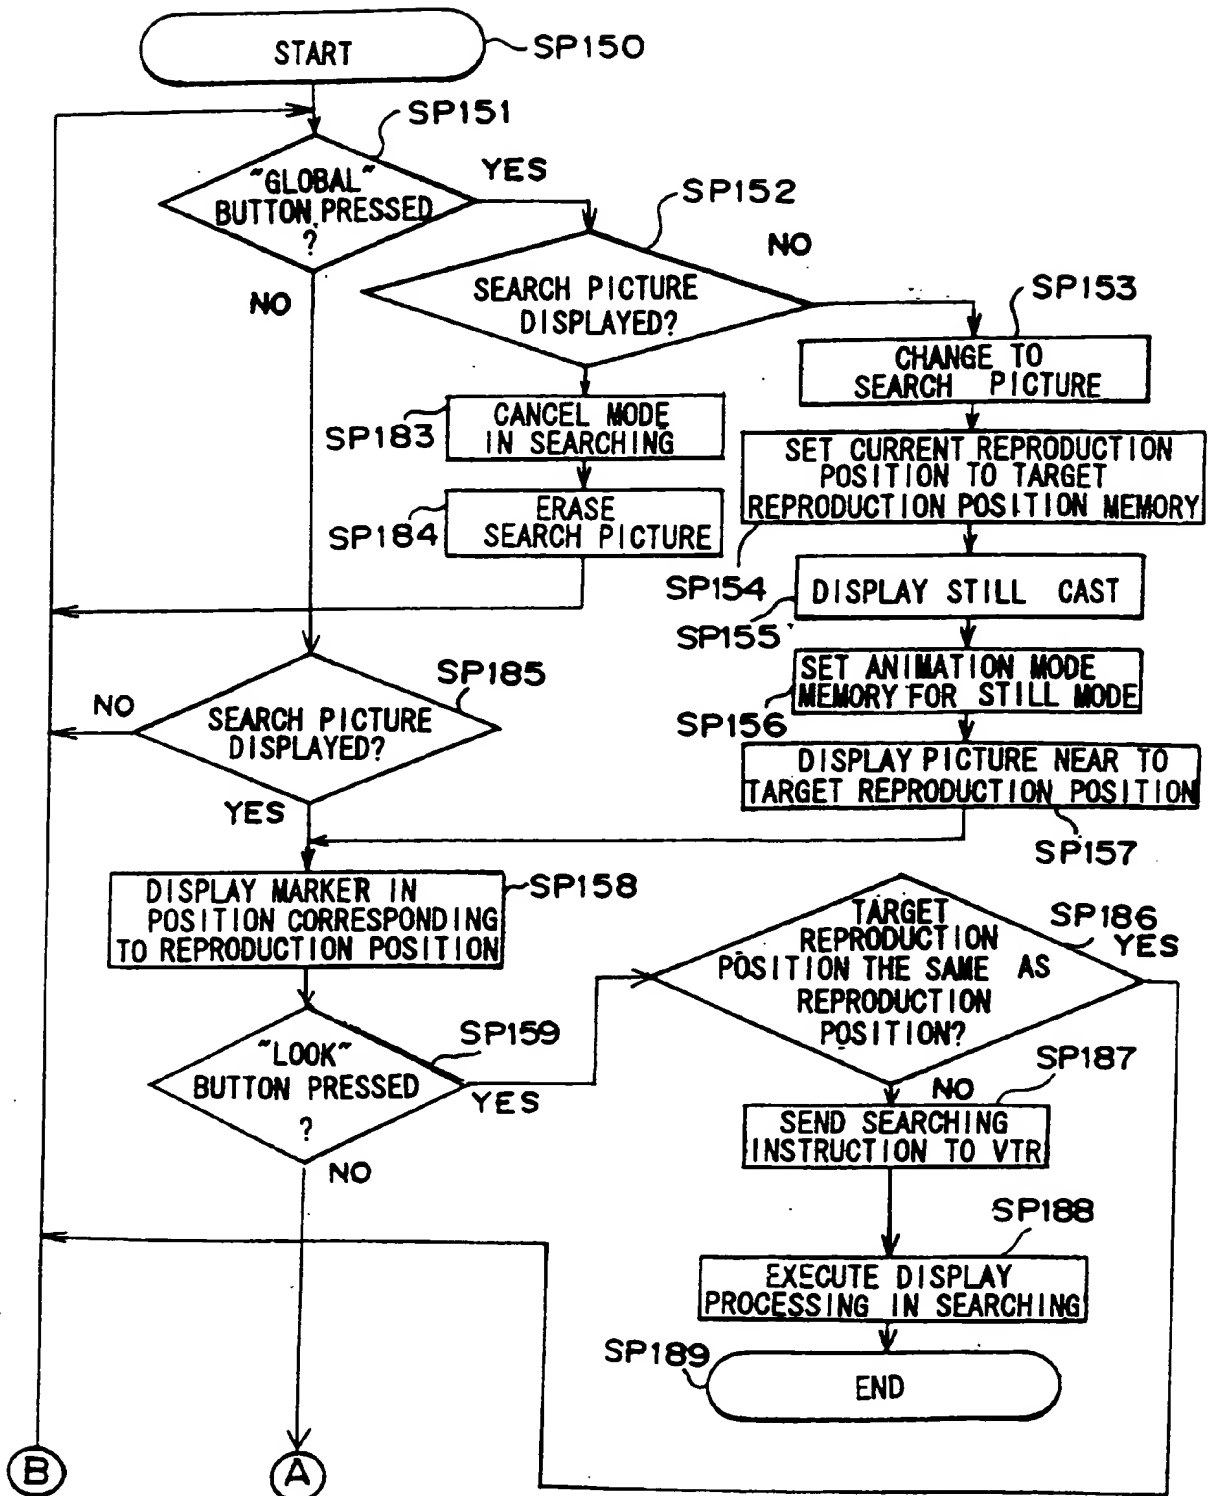 START
SP150
SP151
"GLOBAL"
BUTTON PRESSED
?
YES
NO
SP152
SEARCH PICTURE
DISPLAYED?
NO
SP153
CHANGE TO
SEARCH PICTURE
CANCEL MODE
IN SEARCHING
SP183
SET CURRENT REPRODUCTION
POSITION TO TARGET
REPRODUCTION POSITION MEMORY
SP154
ERASE
SEARCH PICTURE
SP184
DISPLAY STILL CAST
SP155
SET ANIMATION MODE
MEMORY FOR STILL MODE
SP156
SP185
SEARCH PICTURE
DISPLAYED?
NO
YES
DISPLAY PICTURE NEAR TO
TARGET REPRODUCTION POSITION
SP157
DISPLAY MARKER IN
POSITION CORRESPONDING
TO REPRODUCTION POSITION
SP158
TARGET
REPRODUCTION
POSITION THE SAME AS
REPRODUCTION
POSITION?
SP186
YES
NO
SP159
"LOOK"
BUTTON PRESSED
?
YES
NO
SP187
SEND SEARCHING
INSTRUCTION TO VTR
SP188
EXECUTE DISPLAY
PROCESSING IN SEARCHING
SP189
END
B
A